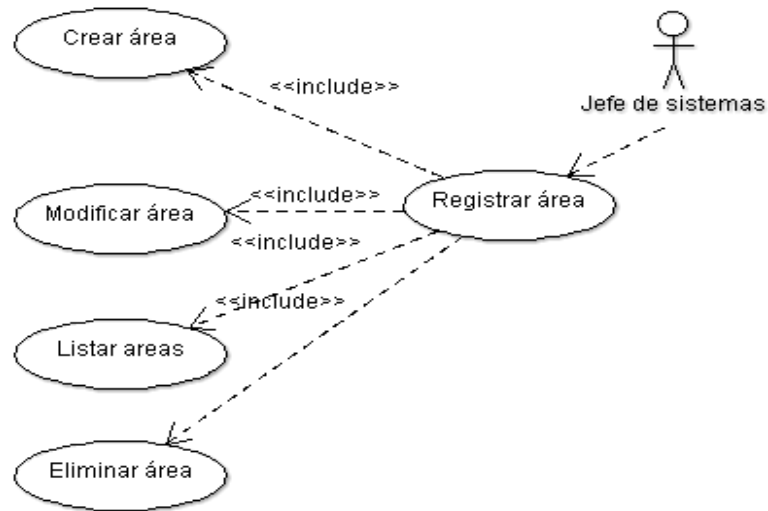 Crear área
<<include>>
Jefe de sistemas
<<include>>
Registrar área
Modificar área
<<include>>
<<include>>
Listar areas
Eliminar área